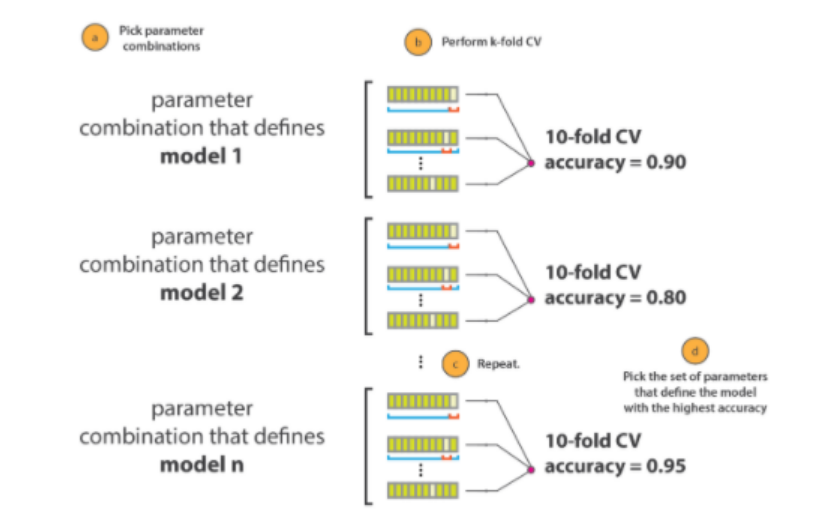 a
Pick parameter
combinations
b
Perform k-fold CV
parameter
combination that defines
model 1
10-fold CV
accuracy = 0.90
parameter
combination that defines
model 2
10-fold CV
accuracy = 0.80
c
Repeat.
d
Pick the set of parameters
that define the model
with the highest accuracy
parameter
combination that defines
model n
10-fold CV
accuracy = 0.95